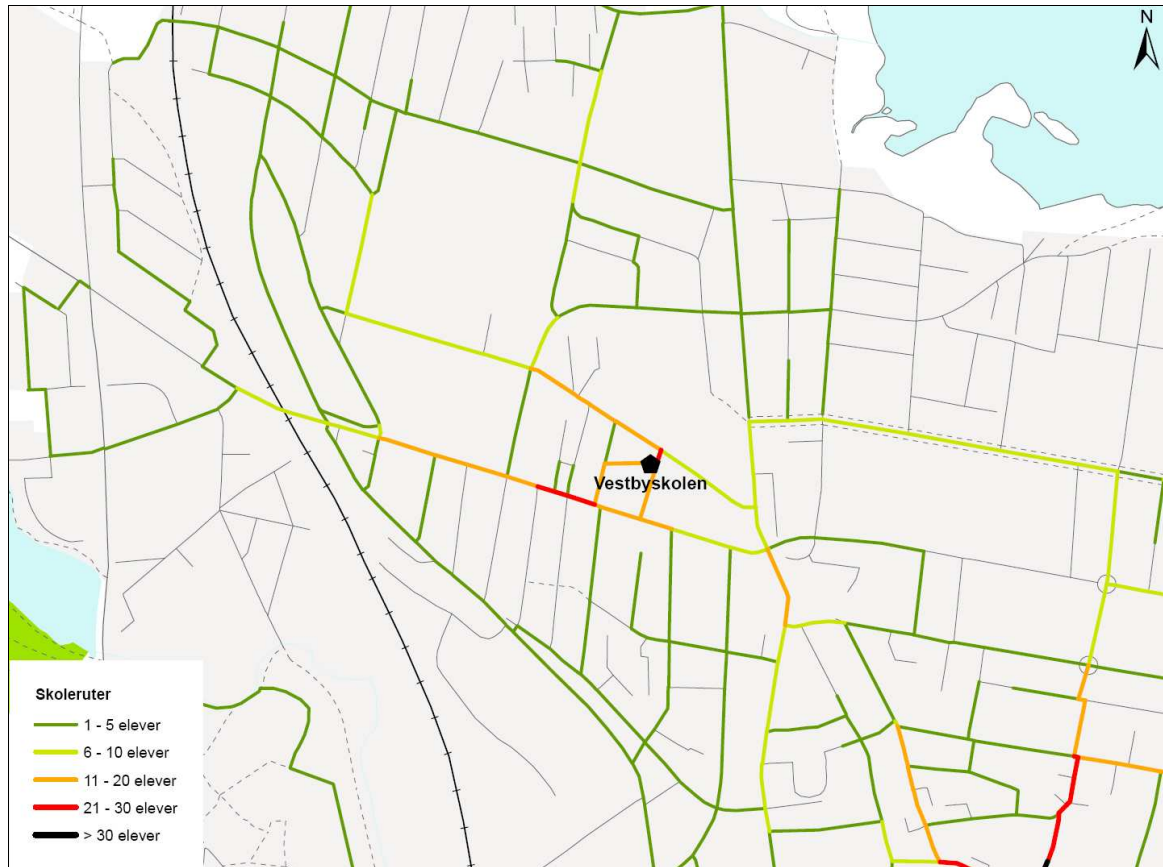 N
Vestbyskolen
Skoleruter
1 - 5 elever
6 - 10 elever
11 - 20 elever
21 - 30 elever
> 30 elever